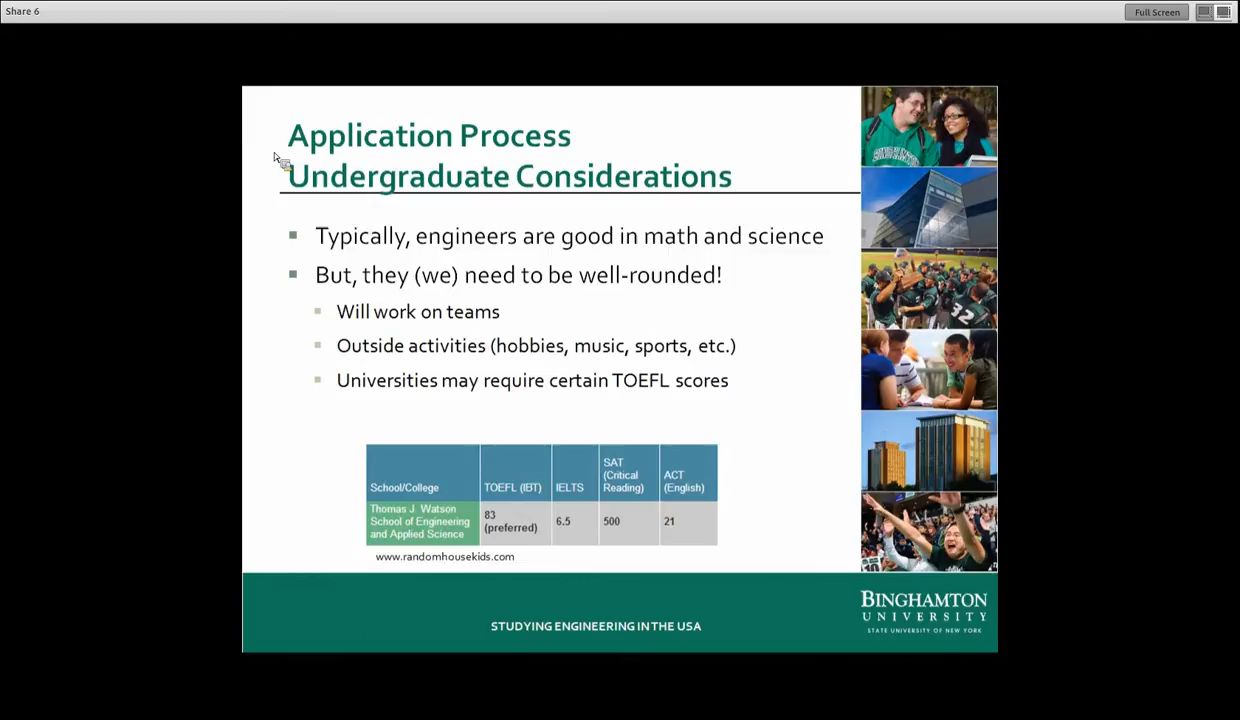 Share 6
Full Screen
Application Process
Undergraduate Considerations
Typically, engineers are good in math and science
But, they (we) need to be well-rounded!
Will work on teams
Outside activities (hobbies, music, sports, etc.)
Universities may require certain TOEFL scores
School/College
TOEFL (IBT)
IELTS
SAT
(Critical
Reading)
ACT
(English)
Thomas J. Watson
School of Engineering
and Applied Science
83
(preferred)
6.5
500
21
www.randomhousekids.com
STUDYING ENGINEERING IN THE USA
BINGHAMTON
UNIVERSITY
STATE UNIVERSITY OF NEW YORK
32